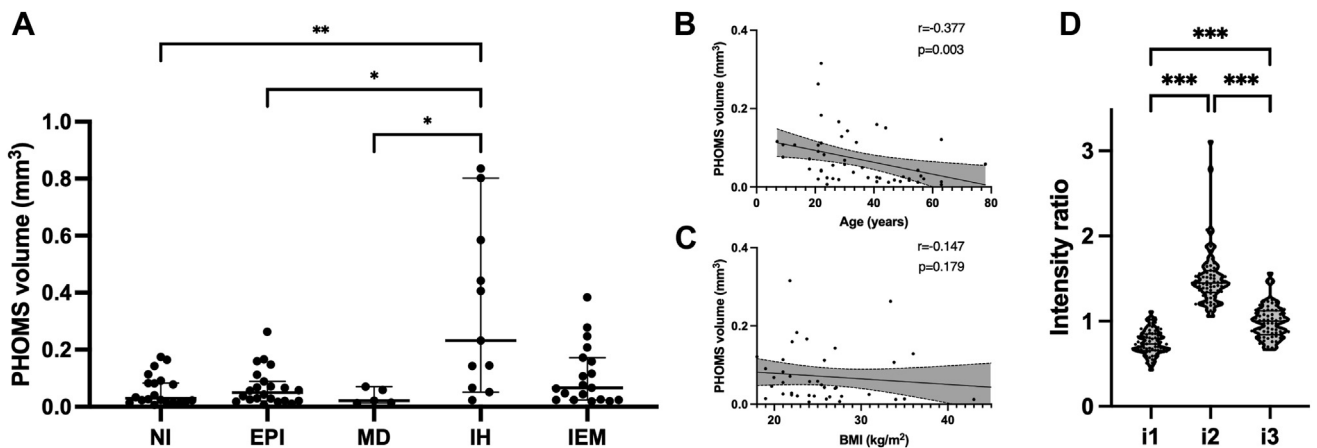 A
**
*
*
PHOMS volume (mm³)
1.0
0.8
0.6
0.4
0.2
0.0
NI EPI MD IH IEM
B
r=-0.377
p=0.003
PHOMS volume (mm³)
0.4
0.2
0.0
0 20 40 60 80
Age (years)
C
r=-0.147
p=0.179
PHOMS volume (mm³)
0.4
0.2
0.0
20 30 40
BMI (kg/m²)
D
***
*** ***
Intensity ratio
3
2
1
0
i1 i2 i3